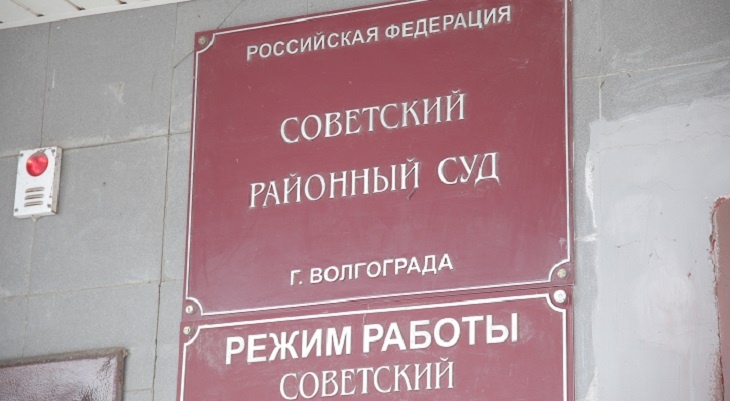 РОССИЙСКАЯ ФЕДЕРАЦИЯ
СОВЕТСКИЙ
РАЙОННЫЙ СУД
Г. ВОЛГОГРАДА
РЕЖИМ РАБОТЫ
СОВЕТСКИЙ